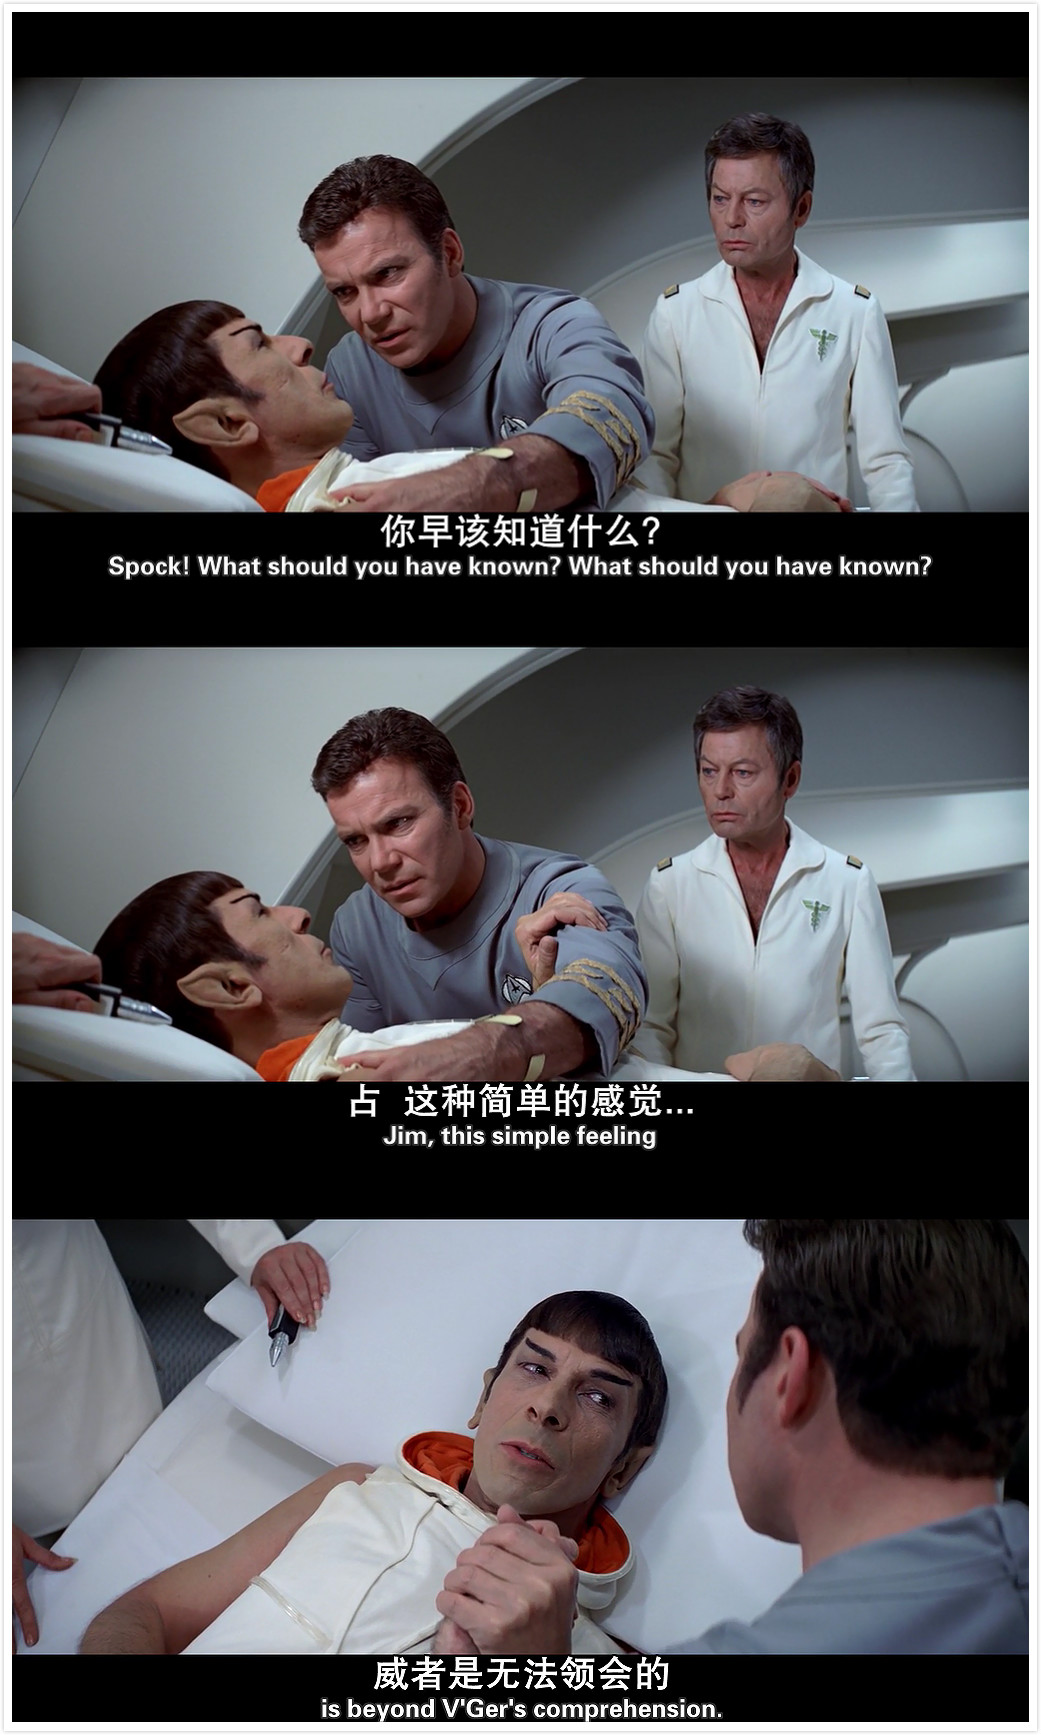 你早该知道什么?
Spock! What should you have known? What should you have known?
占 这种简单的感觉...
Jim, this simple feeling
威者是无法领会的
is beyond V'Ger's comprehension.